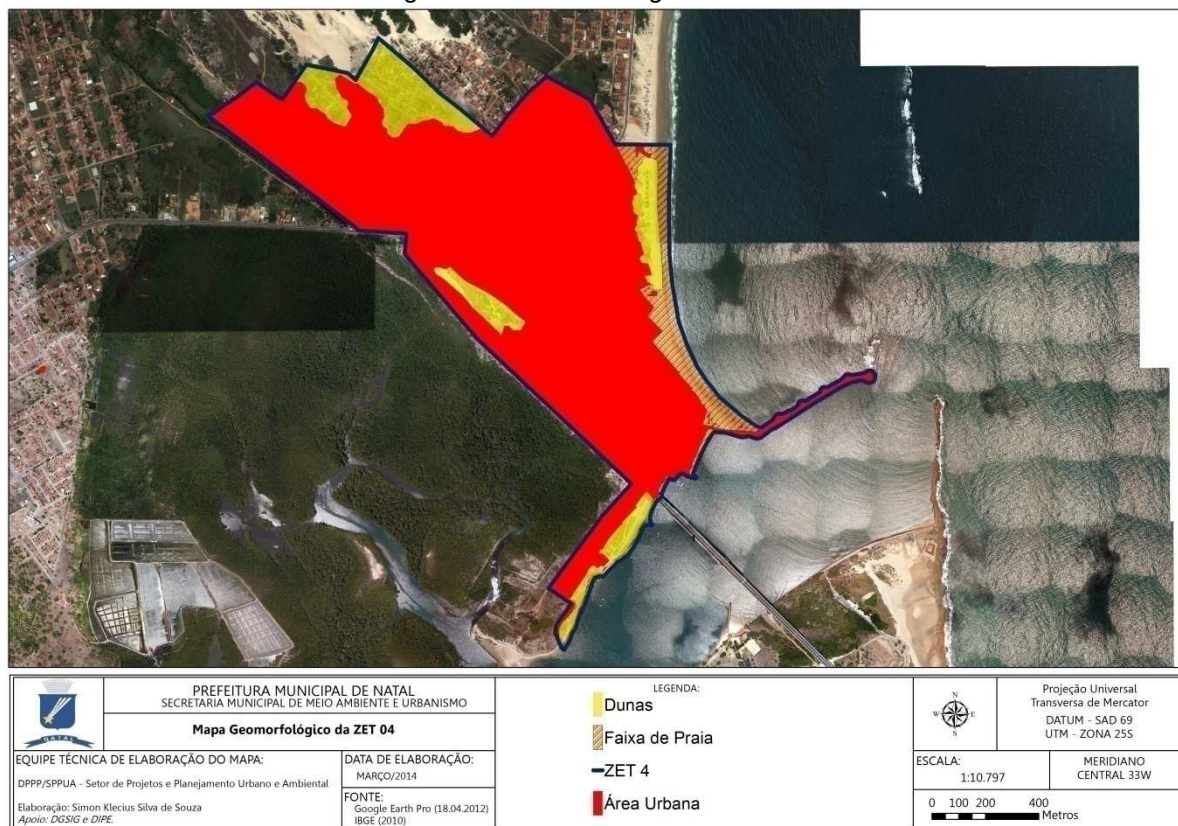 PREFEITURA MUNICIPAL DE NATAL
SECRETARIA MUNICIPAL DE MEIO AMBIENTE E URBANISMO
NATAL
Mapa Geomorfológico da ZET 04
EQUIPE TÉCNICA DE ELABORAÇÃO DO MAPA:
DPPP/SPPUA - Setor de Projetos e Planejamento Urbano e Ambiental
Elaboração: Simon Klecius Silva de Souza
Apoio: DGSIG e DIPE.
DATA DE ELABORAÇÃO:
MARÇO/2014
FONTE:
Google Earth Pro (18.04.2012)
IBGE (2010)
LEGENDA:
Dunas
Faixa de Praia
ZET 4
Área Urbana
N
W E
S
Projeção Universal
Transversa de Mercator
DATUM - SAD 69
UTM - ZONA 25S
ESCALA:
1:10.797
MERIDIANO
CENTRAL 33W
0 100 200 400
Metros